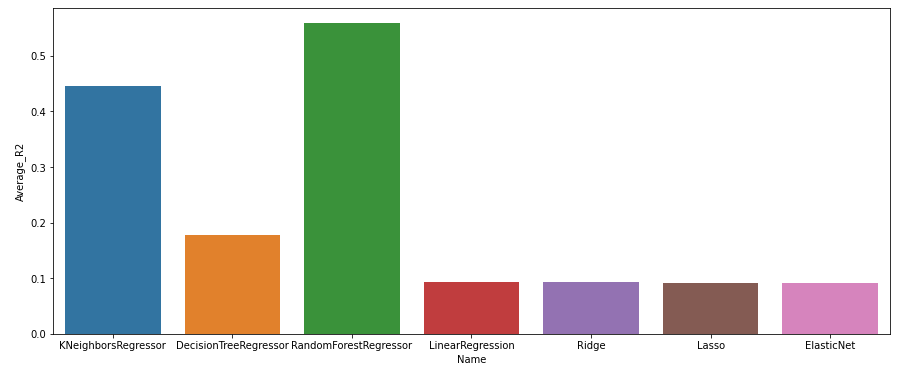 Average_R2
0.5
0.4
0.3
0.2
0.1
0.0
KNeighborsRegressor DecisionTreeRegressor RandomForestRegressor LinearRegression Ridge Lasso ElasticNet
Name